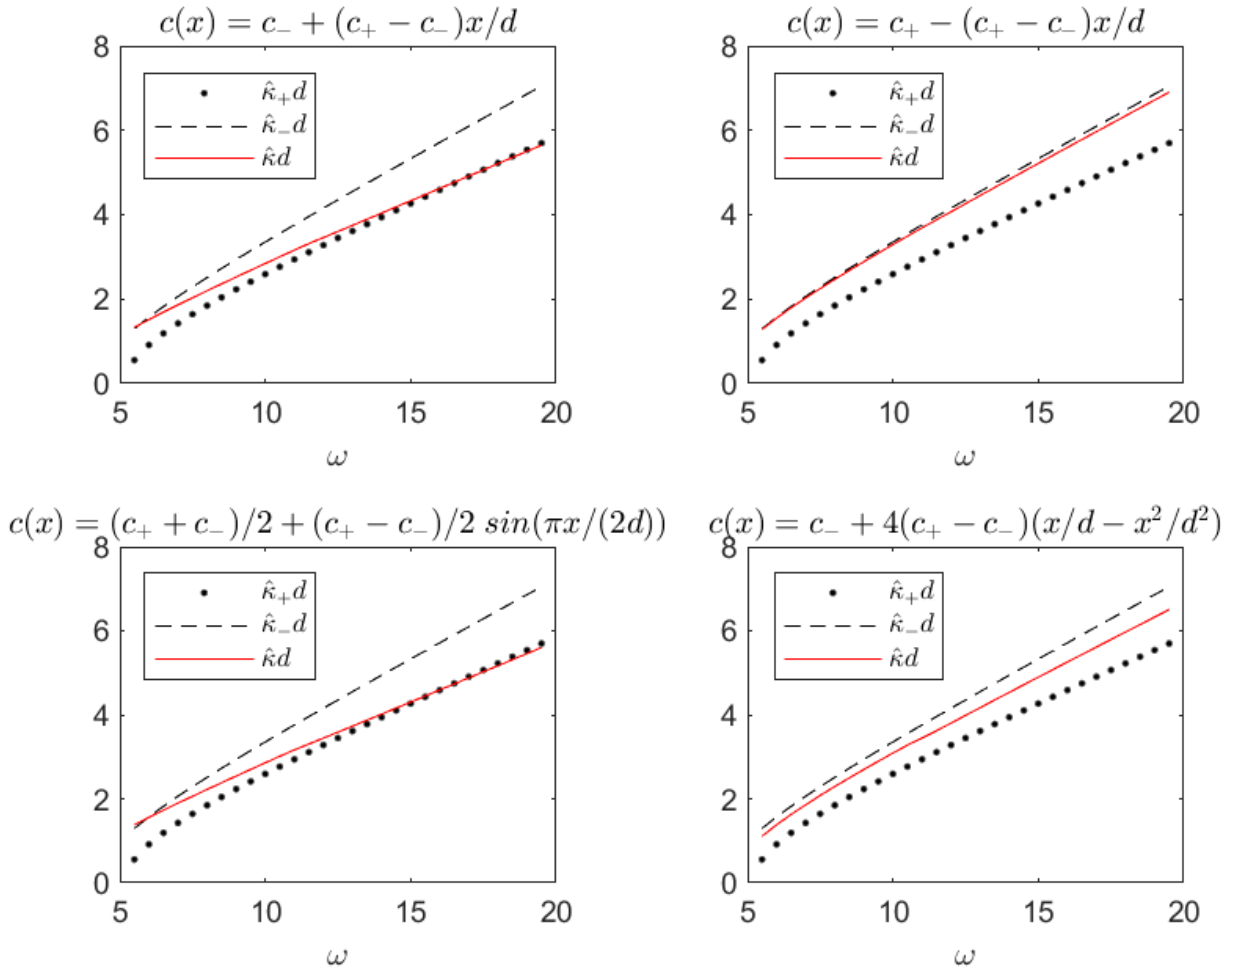 c(x) = c₋ + (c₊ − c₋)x/d
8
6
4
2
0
κ̂₊d
κ̂₋d
κ̂d
5
10
15
20
ω
c(x) = c₊ − (c₊ − c₋)x/d
8
6
4
2
0
κ̂₊d
κ̂₋d
κ̂d
5
10
15
20
ω
c(x) = (c₊ + c₋)/2 + (c₊ − c₋)/2 sin(πx/(2d))
8
6
4
2
0
κ̂₊d
κ̂₋d
κ̂d
5
10
15
20
ω
c(x) = c₋ + 4(c₊ − c₋)(x/d − x²/d²)
8
6
4
2
0
κ̂₊d
κ̂₋d
κ̂d
5
10
15
20
ω